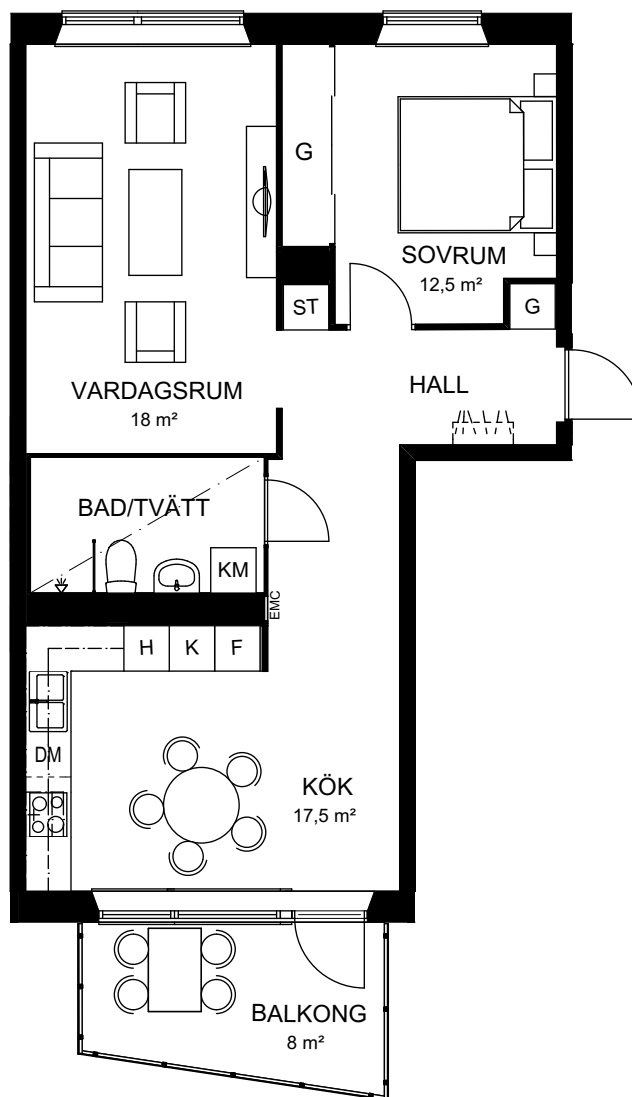 G
SOVRUM
12,5 m²
ST
G
VARDAGSRUM
18 m²
HALL
BAD/TVÄTT
KM
EMC
H
K
F
DM
KÖK
17,5 m²
BALKONG
8 m²